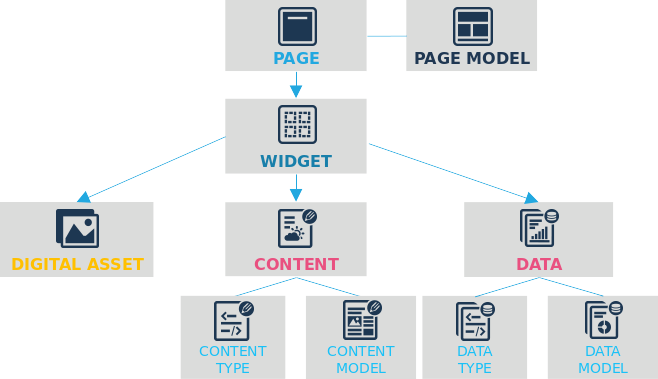 PAGE
PAGE MODEL
WIDGET
DIGITAL ASSET
CONTENT
DATA
CONTENT
TYPE
CONTENT
MODEL
DATA
TYPE
DATA
MODEL